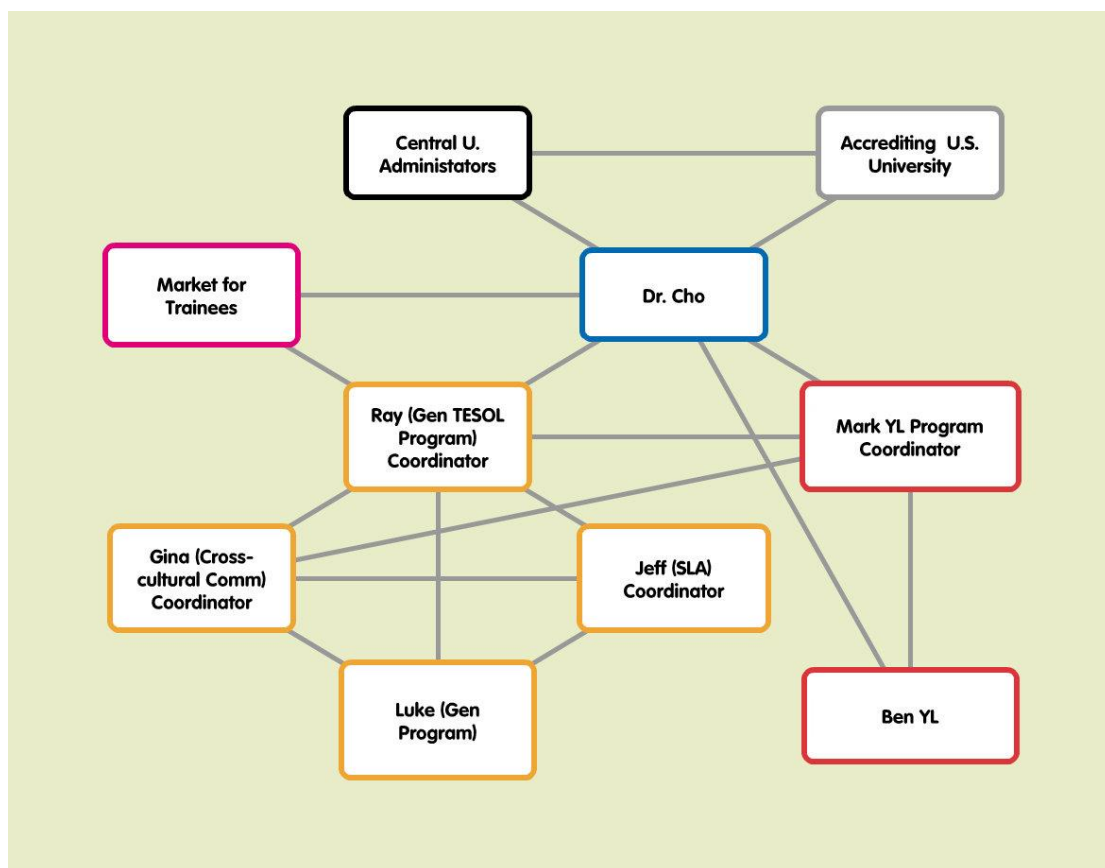 Central U.
Administators
Accrediting U.S.
University
Market for
Trainees
Dr. Cho
Ray (Gen TESOL
Program)
Coordinator
Mark YL Program
Coordinator
Gina (Cross-
cultural Comm)
Coordinator
Jeff (SLA)
Coordinator
Luke (Gen
Program)
Ben YL